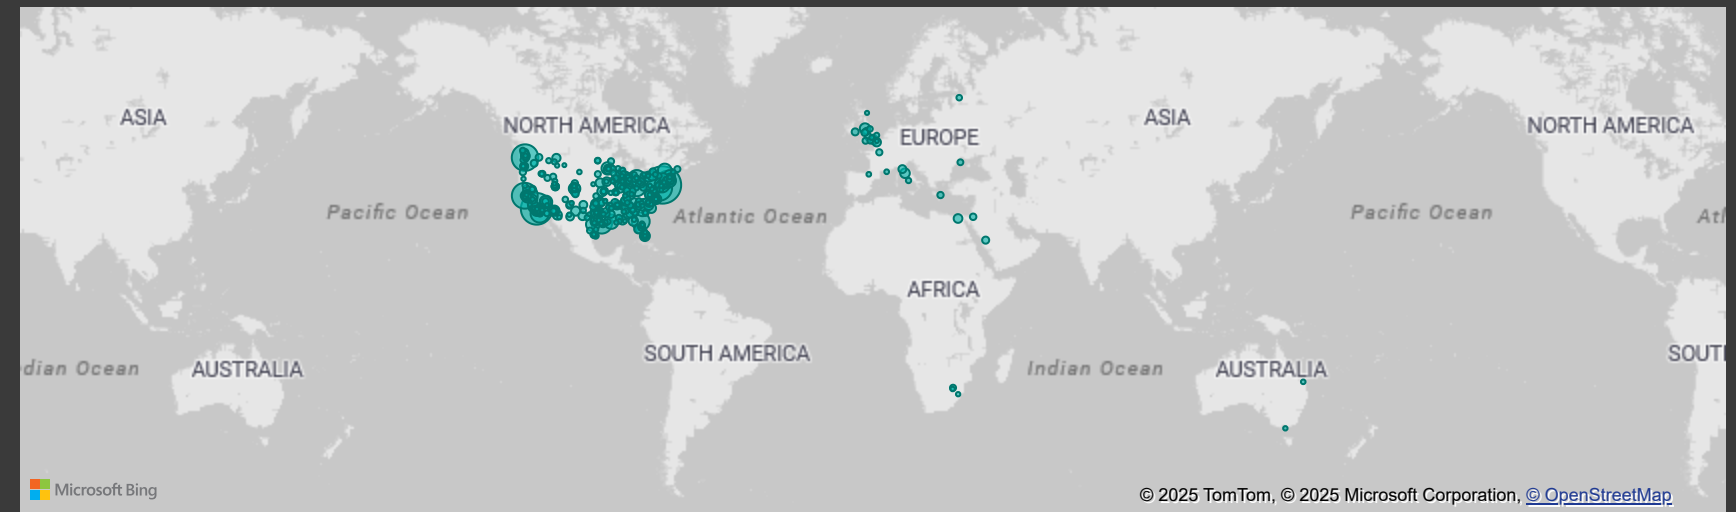 ASIA
NORTH AMERICA
EUROPE
ASIA
NORTH AMERICA
Pacific Ocean
Atlantic Ocean
Pacific Ocean
Atl
AFRICA
SOUTH AMERICA
SOUTI
dian Ocean
AUSTRALIA
Indian Ocean
AUSTRALIA
Microsoft Bing
© 2025 TomTom, © 2025 Microsoft Corporation, © OpenStreetMap